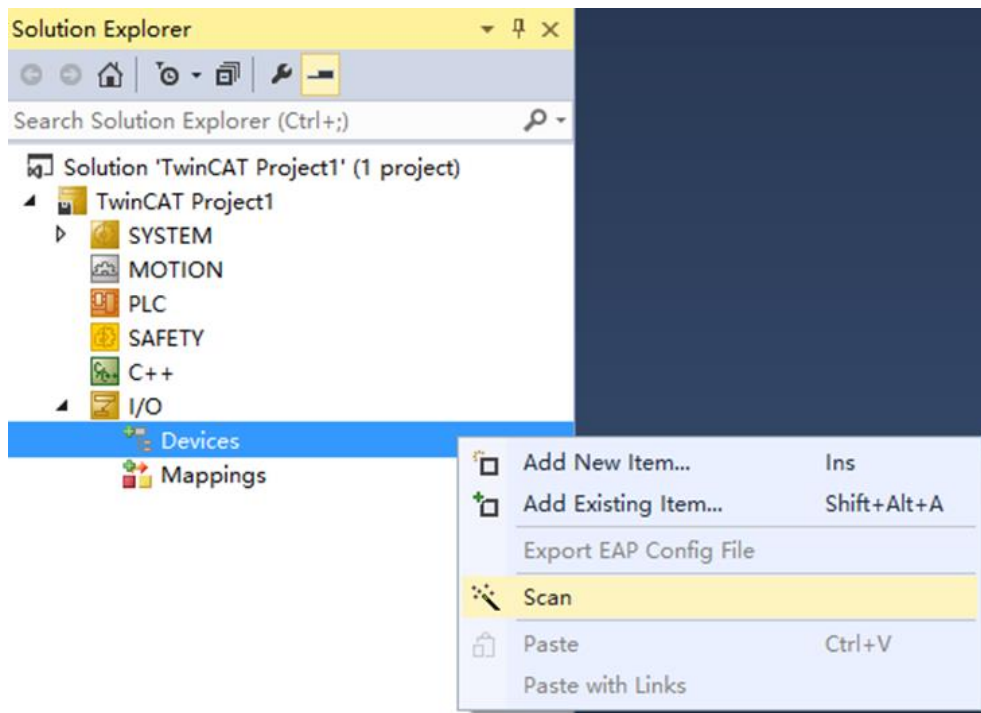 Solution Explorer
Search Solution Explorer (Ctrl+;)
Solution 'TwinCAT Project1' (1 project)
TwinCAT Project1
SYSTEM
MOTION
PLC
SAFETY
C++
I/O
Devices
Mappings
Add New Item... Ins
Add Existing Item... Shift+Alt+A
Export EAP Config File
Scan
Paste Ctrl+V
Paste with Links